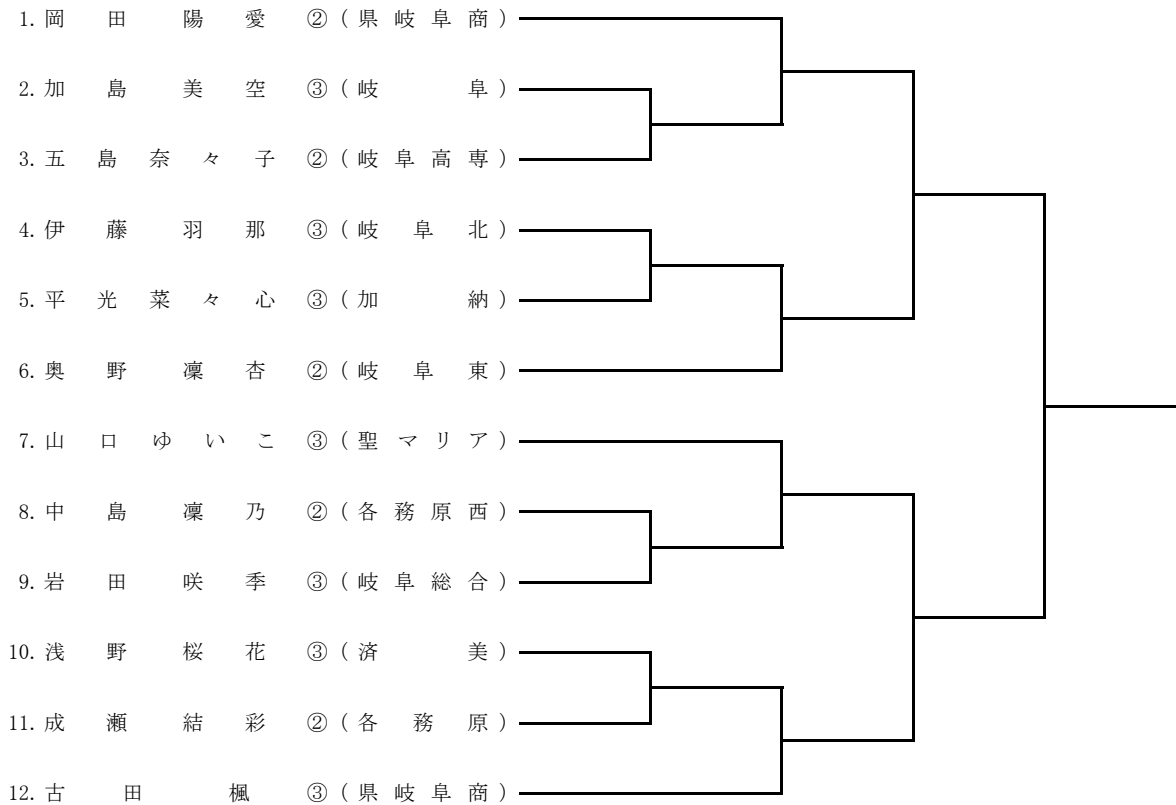 1. 岡田陽愛 ②(県岐阜商)
2. 加島美空 ③(岐阜)
3. 五島奈々子 ②(岐阜高専)
4. 伊藤羽那 ③(岐阜北)
5. 平光菜々心 ③(加納)
6. 奥野凜杏 ②(岐阜東)
7. 山口ゆいこ ③(聖マリア)
8. 中島凜乃 ②(各務原西)
9. 岩田咲季 ③(岐阜総合)
10. 浅野桜花 ③(済美)
11. 成瀬結彩 ②(各務原)
12. 古田楓 ③(県岐阜商)